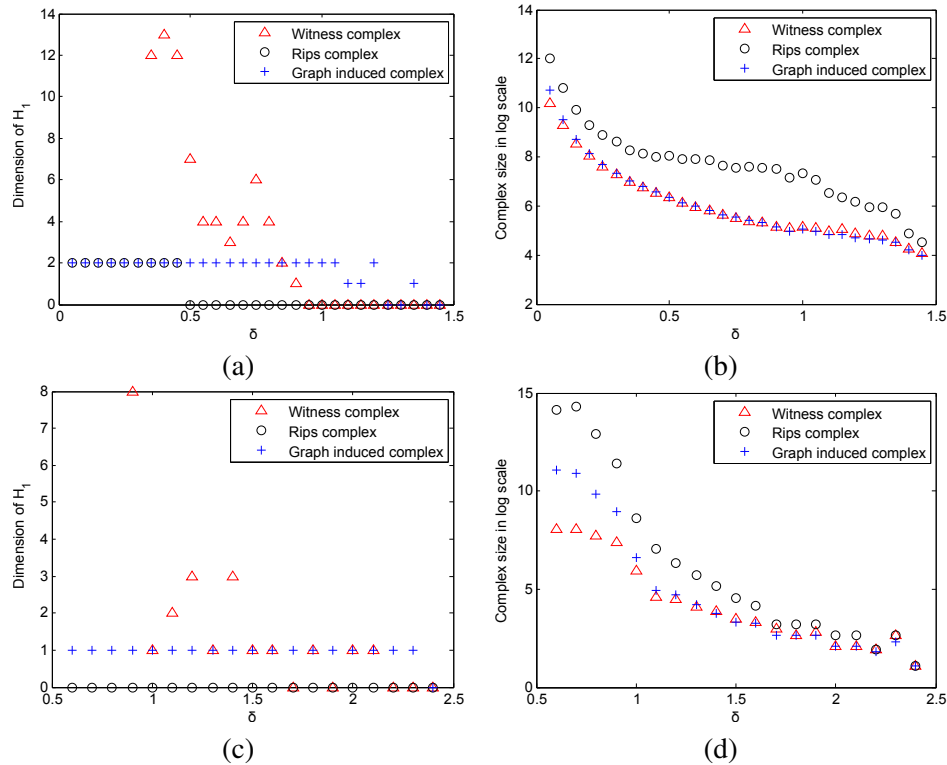 14
12
10
8
6
4
2
0
0
0.5
1
1.5
Dimension of H1
δ
Witness complex
Rips complex
Graph induced complex
(a)
14
12
10
8
6
4
2
0
0.5
1
1.5
Complex size in log scale
δ
Witness complex
Rips complex
Graph induced complex
(b)
8
7
6
5
4
3
2
1
0
0.5
1.0
1.5
2
2.5
Dimension of H1
δ
Witness complex
Rips complex
Graph induced complex
(c)
15
10
5
0
0.5
1
1.5
2
2.5
Complex size in log scale
δ
Witness complex
Rips complex
Graph induced complex
(d)